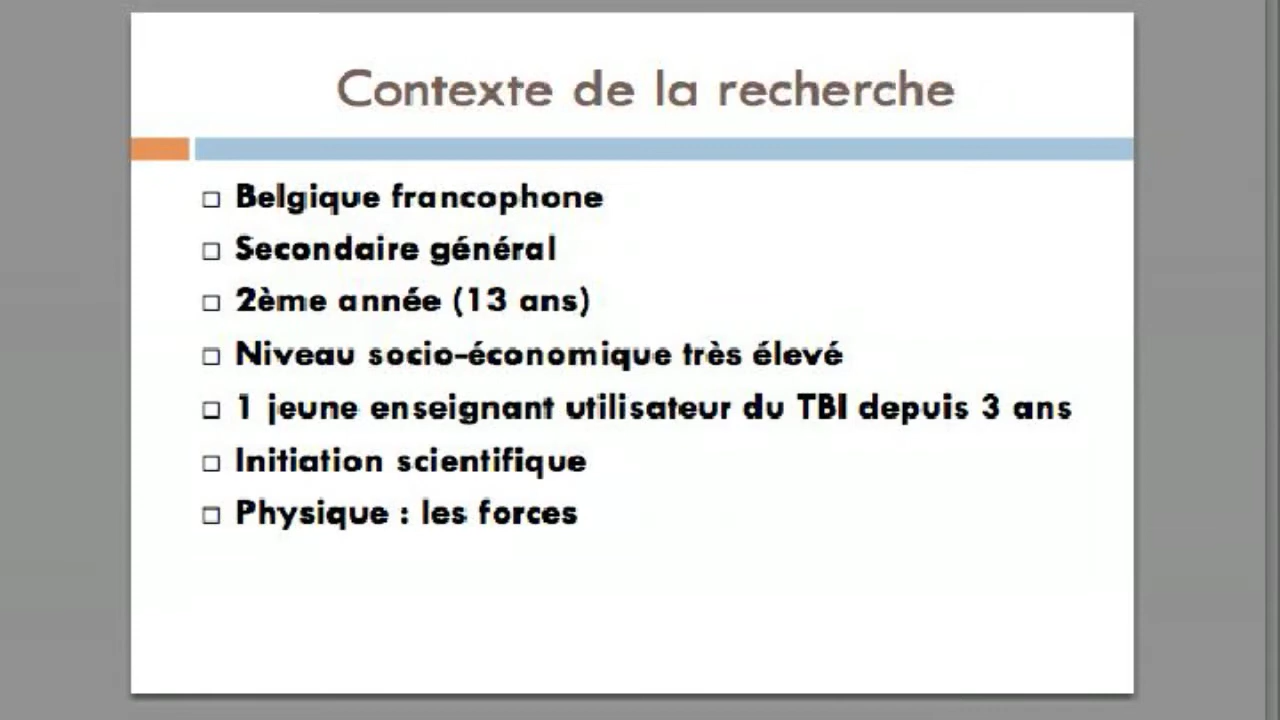 Contexte de la recherche
Belgique francophone
Secondaire général
2ème année (13 ans)
Niveau socio-économique très élevé
1 jeune enseignant utilisateur du TBI depuis 3 ans
Initiation scientifique
Physique : les forces